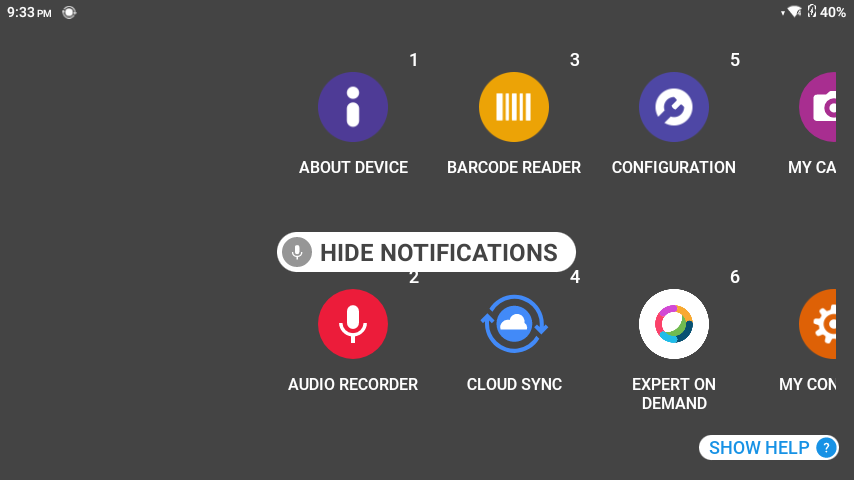 9:33 PM
40%
1
3
5
ABOUT DEVICE
BARCODE READER
CONFIGURATION
MY CA
HIDE NOTIFICATIONS
2
4
6
AUDIO RECORDER
CLOUD SYNC
EXPERT ON
DEMAND
MY CON
SHOW HELP ?